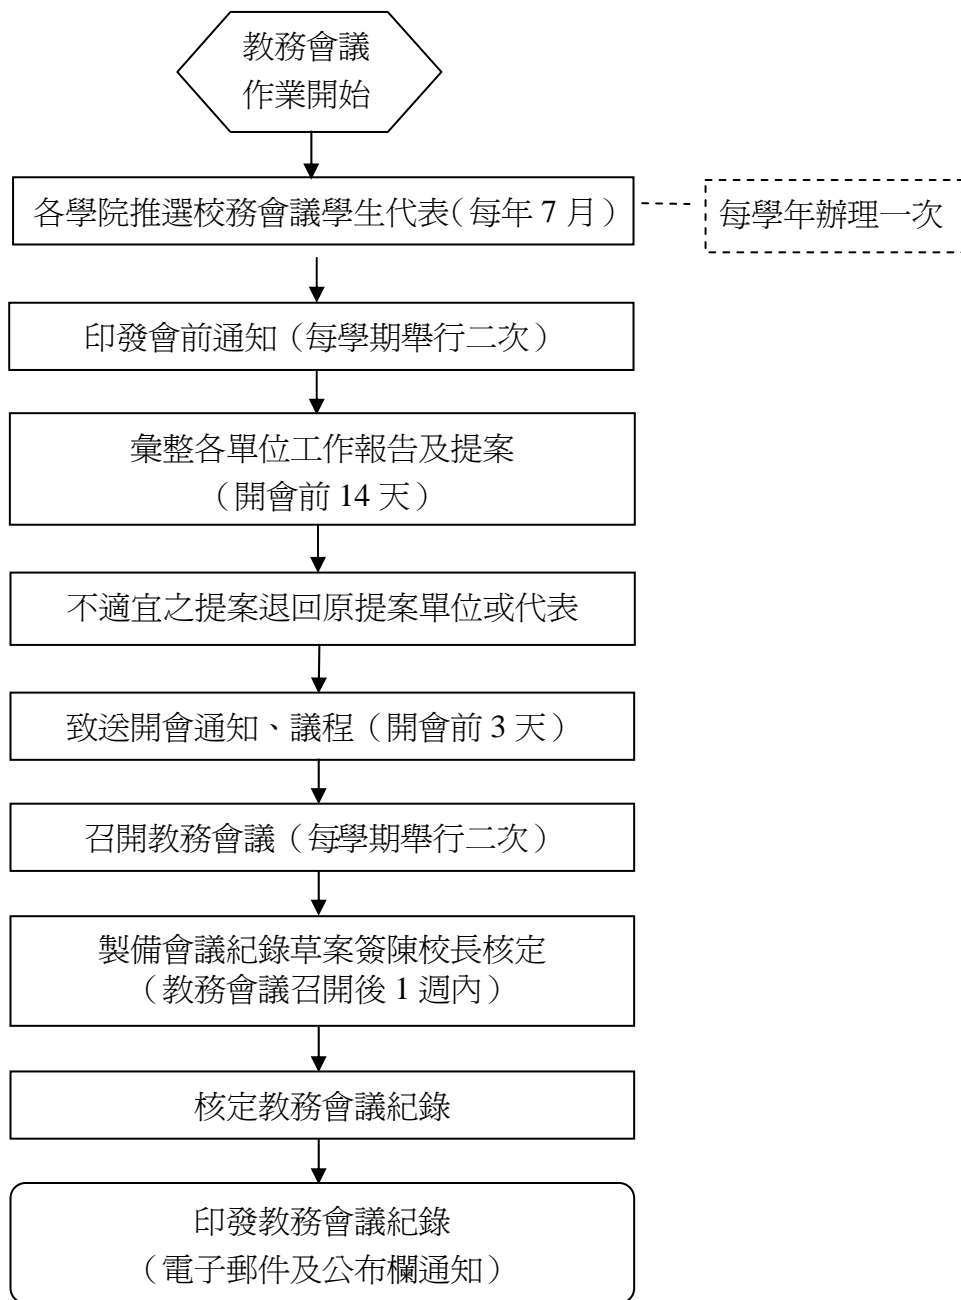 教務會議
作業開始
各學院推選校務會議學生代表（每年 7 月）
每學年辦理一次
印發會前通知（每學期舉行二次）
彙整各單位工作報告及提案
（開會前 14 天）
不適宜之提案退回原提案單位或代表
致送開會通知、議程（開會前 3 天）
召開教務會議（每學期舉行二次）
製備會議紀錄草案簽陳校長核定
（教務會議召開後 1 週內）
核定教務會議紀錄
印發教務會議紀錄
（電子郵件及公布欄通知）